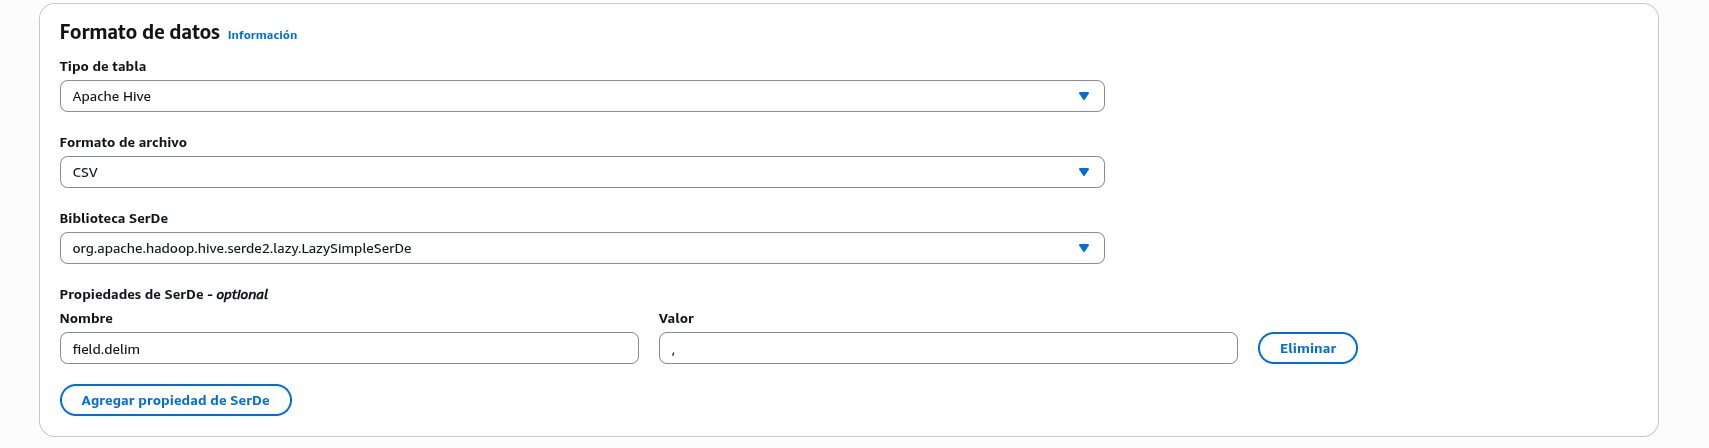 Formato de datos Información
Tipo de tabla
Apache Hive
Formato de archivo
CSV
Biblioteca SerDe
org.apache.hadoop.hive.serde2.lazy.LazySimpleSerDe
Propiedades de SerDe - optional
Nombre Valor
field.delim , Eliminar
Agregar propiedad de SerDe